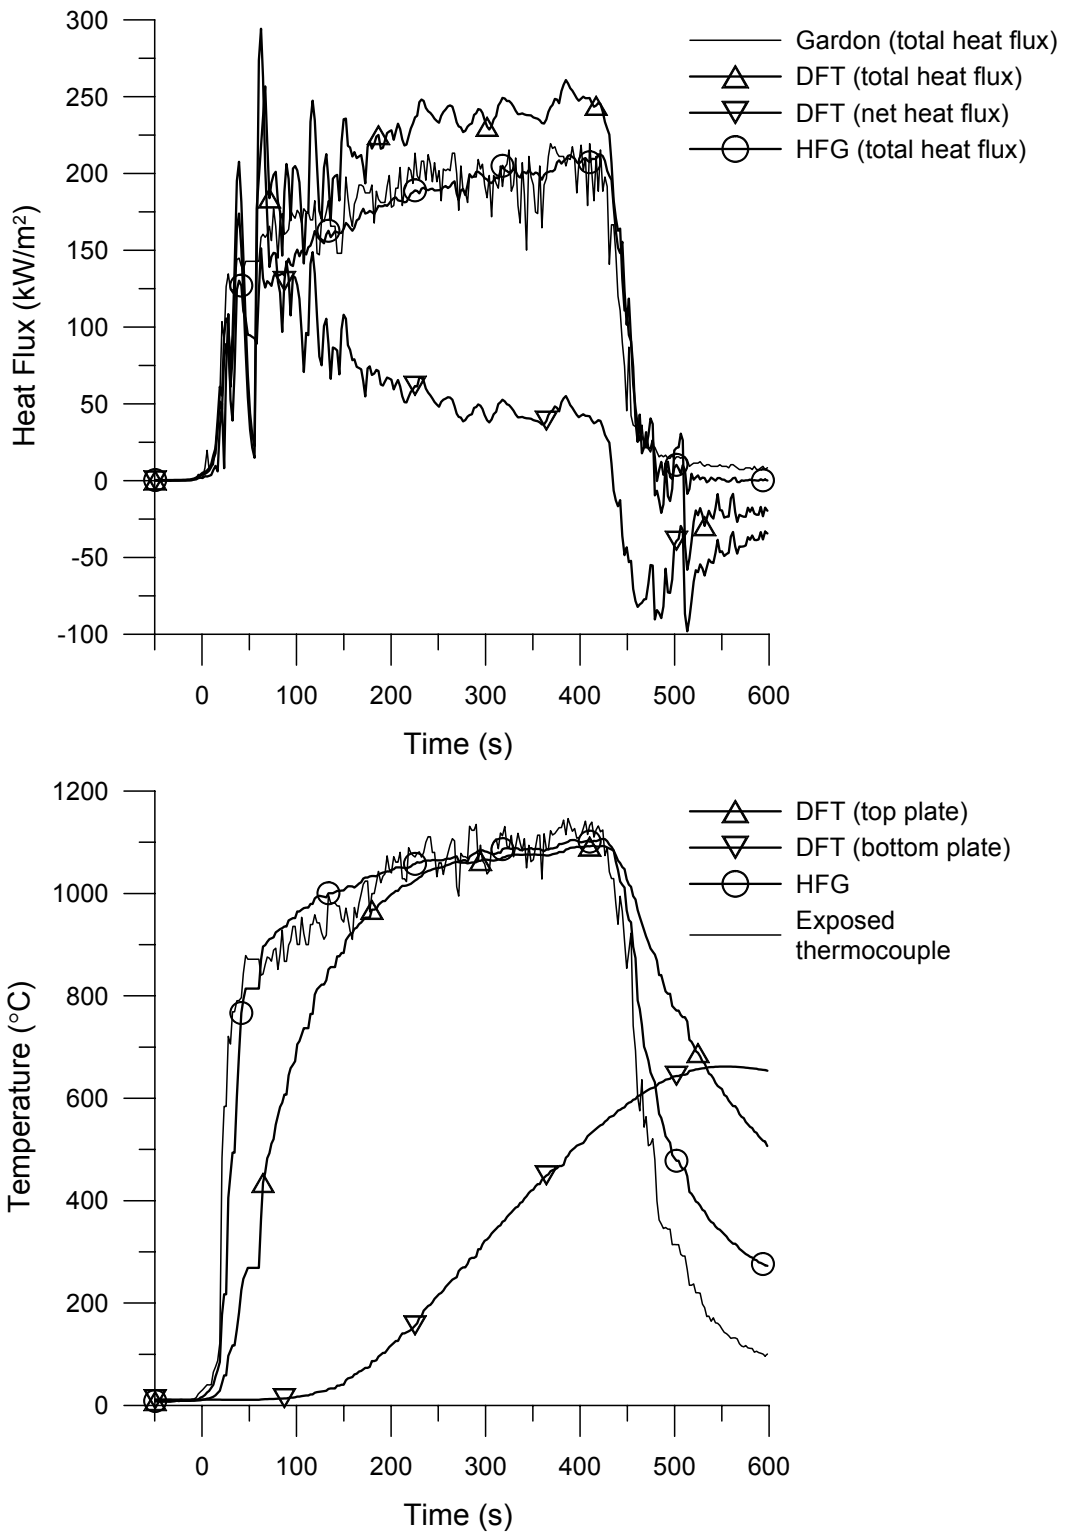 300
250
200
150
100
50
0
-50
-100
Heat Flux (kW/m²)
0 100 200 300 400 500 600
Time (s)
Gardon (total heat flux)
DFT (total heat flux)
DFT (net heat flux)
HFG (total heat flux)
1200
1000
800
600
400
200
0
Temperature (°C)
0 100 200 300 400 500 600
Time (s)
DFT (top plate)
DFT (bottom plate)
HFG
Exposed
thermocouple